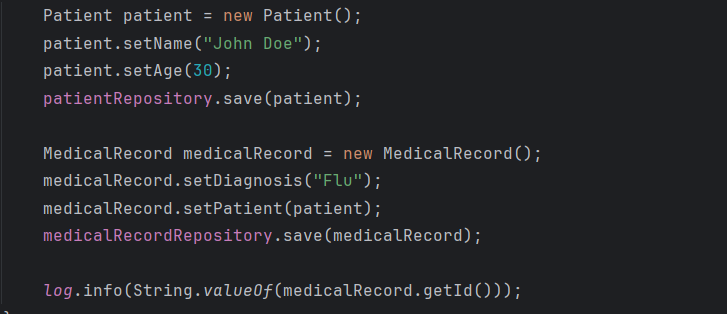 Patient patient = new Patient();
patient.setName("John Doe");
patient.setAge(30);
patientRepository.save(patient);
MedicalRecord medicalRecord = new MedicalRecord();
medicalRecord.setDiagnosis("Flu");
medicalRecord.setPatient(patient);
medicalRecordRepository.save(medicalRecord);
log.info(String.valueOf(medicalRecord.getId()));